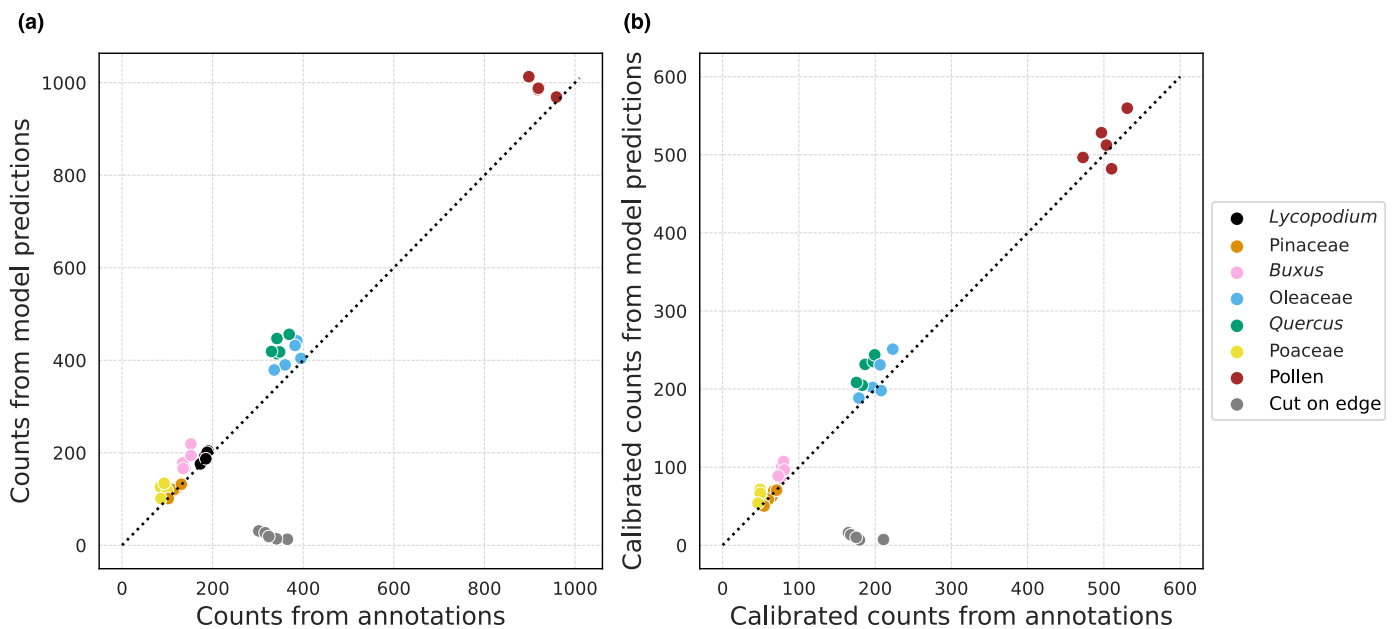 (a)
Counts from model predictions
1000
800
600
400
200
0
0 200 400 600 800 1000
Counts from annotations
(b)
Calibrated counts from model predictions
600
500
400
300
200
100
0
0 100 200 300 400 500 600
Calibrated counts from annotations
Lycopodium
Pinaceae
Buxus
Oleaceae
Quercus
Poaceae
Pollen
Cut on edge